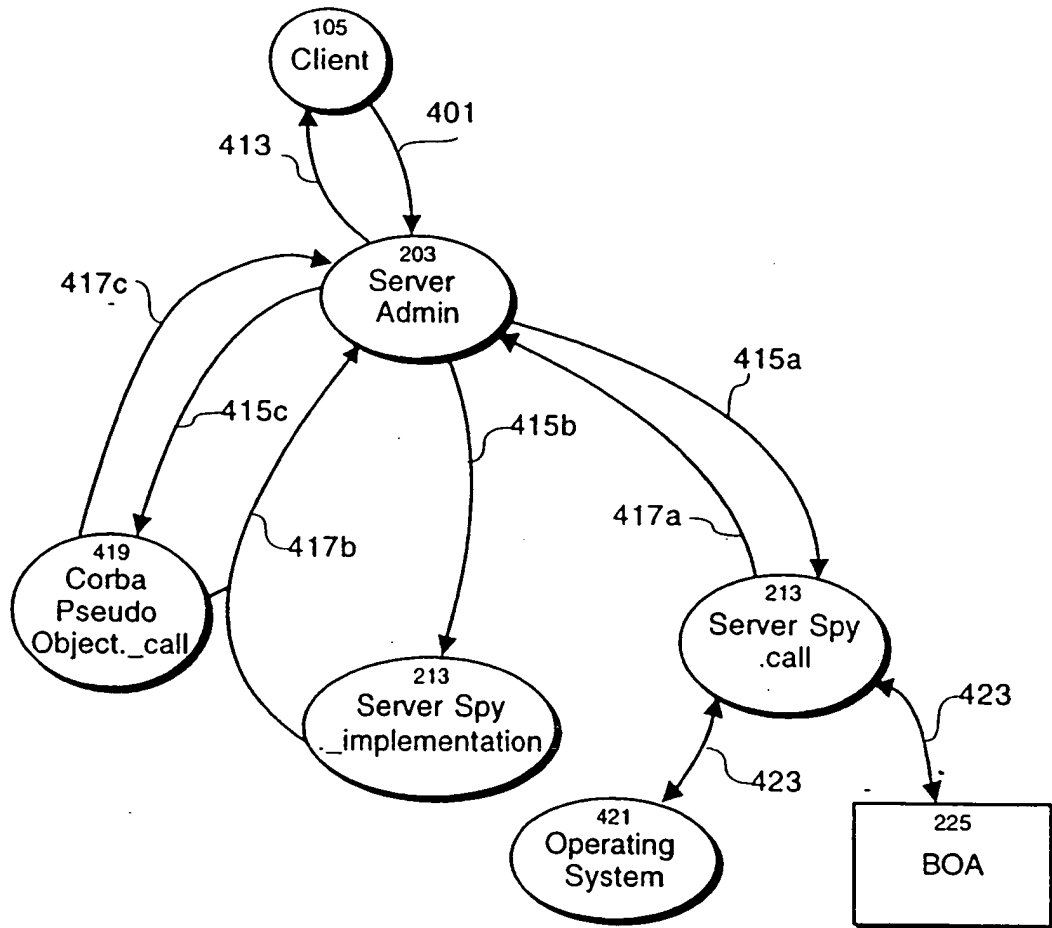 105
Client
401
413
203
Server
Admin
417c
415a
415c
415b
417a
417b
419
Corba
Pseudo
Object._call
213
Server Spy
.call
213
Server Spy
._implementation
423
423
421
Operating
System
225
BOA